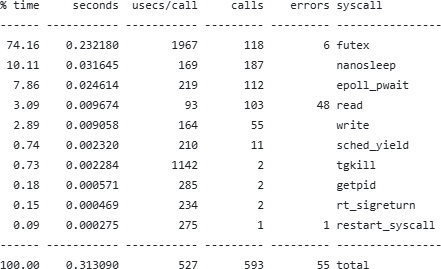 % time     seconds  usecs/call     calls    errors syscall
------ ----------- ----------- --------- --------- ----------------
 74.16    0.232180        1967       118         6 futex
 10.11    0.031645         169       187           nanosleep
  7.86    0.024614         219       112           epoll_pwait
  3.09    0.009674          93       103        48 read
  2.89    0.009058         164        55           write
  0.74    0.002320         210        11           sched_yield
  0.73    0.002284        1142         2           tgkill
  0.18    0.000571         285         2           getpid
  0.15    0.000469         234         2           rt_sigreturn
  0.09    0.000275         275         1         1 restart_syscall
------ ----------- ----------- --------- --------- ----------------
100.00    0.313090         527       593        55 total